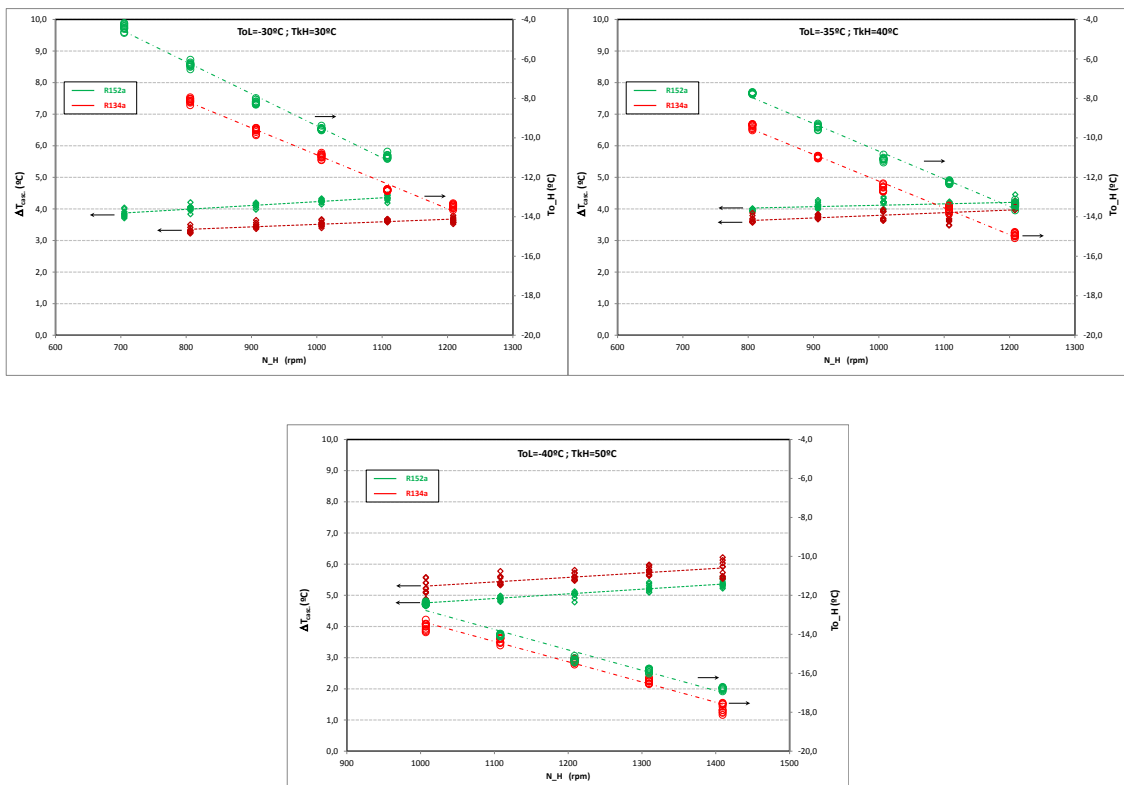 ToL=-30ºC ; TkH=30ºC
R152a
R134a
ΔTcasc. (ºC)
10,0
9,0
8,0
7,0
6,0
5,0
4,0
3,0
2,0
1,0
0,0
-4,0
-6,0
-8,0
-10,0
-12,0
-14,0
-16,0
-18,0
-20,0
To_H (ºC)
600 700 800 900 1000 1100 1200 1300
N_H (rpm)
ToL=-35ºC ; TkH=40ºC
R152a
R134a
ΔTcasc. (ºC)
10,0
9,0
8,0
7,0
6,0
5,0
4,0
3,0
2,0
1,0
0,0
-4,0
-6,0
-8,0
-10,0
-12,0
-14,0
-16,0
-18,0
-20,0
To_H (ºC)
600 700 800 900 1000 1100 1200 1300
N_H (rpm)
ToL=-40ºC ; TkH=50ºC
R152a
R134a
ΔTcasc. (ºC)
10,0
9,0
8,0
7,0
6,0
5,0
4,0
3,0
2,0
1,0
0,0
-4,0
-6,0
-8,0
-10,0
-12,0
-14,0
-16,0
-18,0
-20,0
To_H (ºC)
900 1000 1100 1200 1300 1400 1500
N_H (rpm)